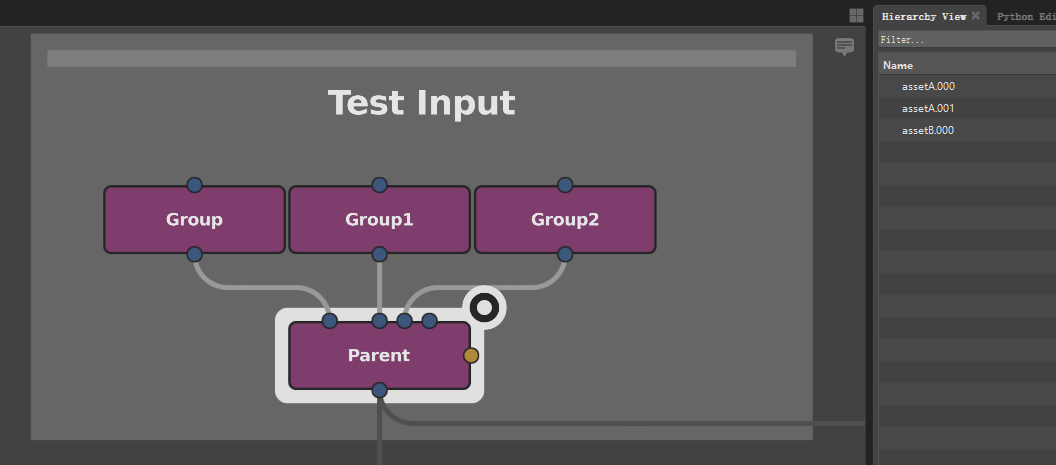 Hierarchy View
Python Edi
Filter...
Name
assetA.000
assetA.001
assetB.000
Test Input
Group
Group1
Group2
Parent